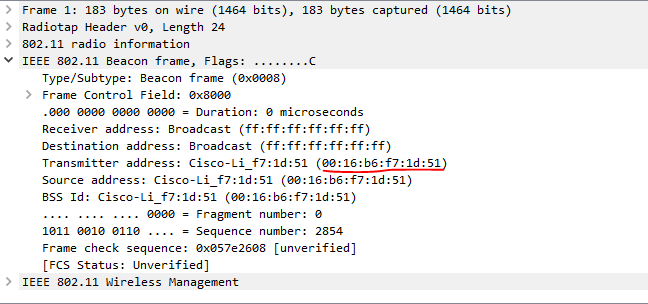 Frame 1: 183 bytes on wire (1464 bits), 183 bytes captured (1464 bits)
Radiotap Header v0, Length 24
802.11 radio information
IEEE 802.11 Beacon frame, Flags: ........C
Type/Subtype: Beacon frame (0x0008)
Frame Control Field: 0x8000
.000 0000 0000 0000 = Duration: 0 microseconds
Receiver address: Broadcast (ff:ff:ff:ff:ff:ff)
Destination address: Broadcast (ff:ff:ff:ff:ff:ff)
Transmitter address: Cisco-Li_f7:1d:51 (00:16:b6:f7:1d:51)
Source address: Cisco-Li_f7:1d:51 (00:16:b6:f7:1d:51)
BSS Id: Cisco-Li_f7:1d:51 (00:16:b6:f7:1d:51)
.... .... .... 0000 = Fragment number: 0
1011 0010 0110 .... = Sequence number: 2854
Frame check sequence: 0x057e2608 [unverified]
[FCS Status: Unverified]
IEEE 802.11 Wireless Management